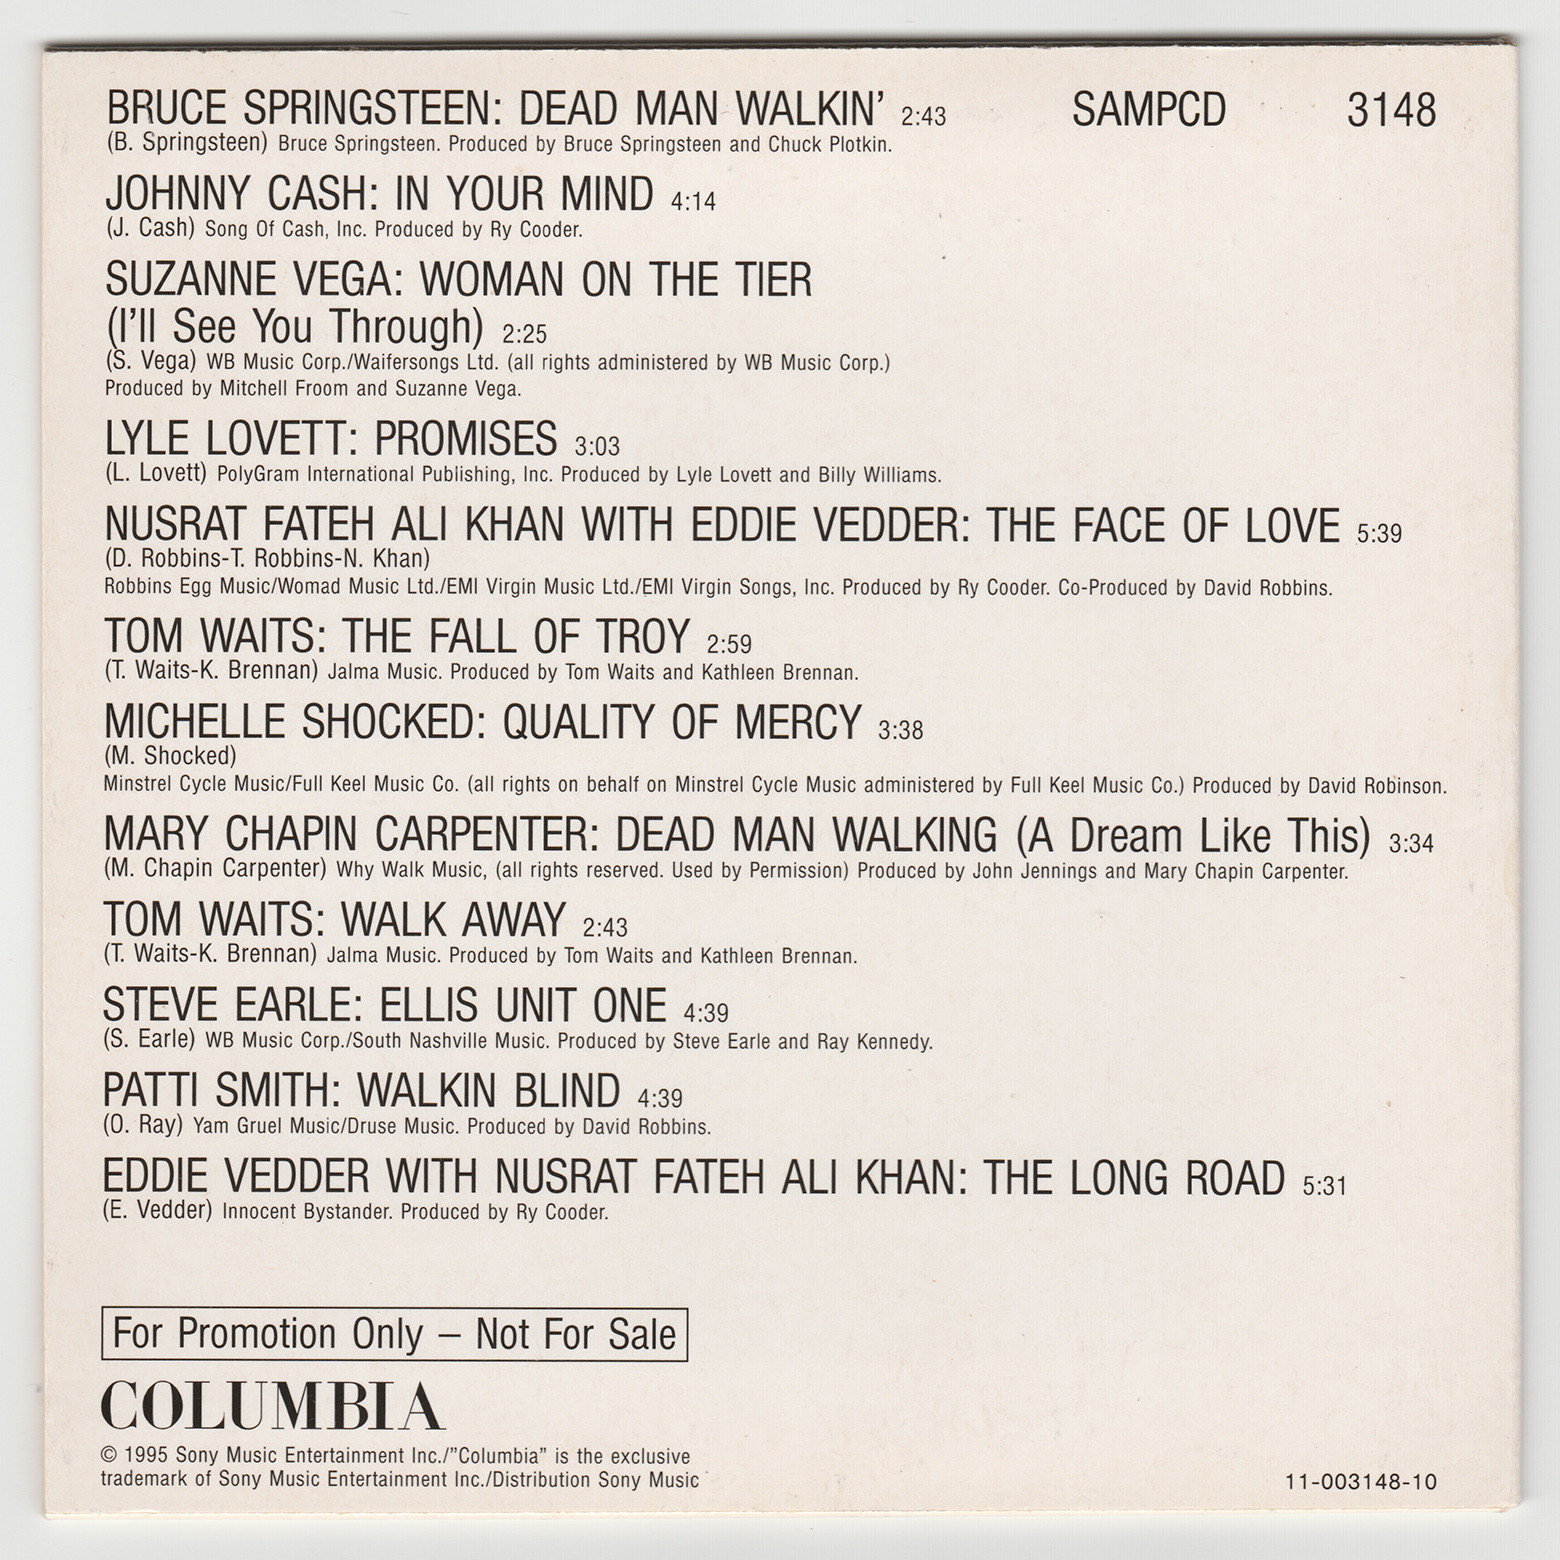 BRUCE SPRINGSTEEN: DEAD MAN WALKIN' 2:43 SAMPCD 3148
(B. Springsteen) Bruce Springsteen. Produced by Bruce Springsteen and Chuck Plotkin.
JOHNNY CASH: IN YOUR MIND 4:14
(J. Cash) Song Of Cash, Inc. Produced by Ry Cooder.
SUZANNE VEGA: WOMAN ON THE TIER
(I'll See You Through) 2:25
(S. Vega) WB Music Corp./Waifersongs Ltd. (all rights administered by WB Music Corp.)
Produced by Mitchell Froom and Suzanne Vega.
LYLE LOVETT: PROMISES 3:03
(L. Lovett) PolyGram International Publishing, Inc. Produced by Lyle Lovett and Billy Williams.
NUSRAT FATEH ALI KHAN WITH EDDIE VEDDER: THE FACE OF LOVE 5:39
(D. Robbins-T. Robbins-N. Khan)
Robbins Egg Music/Womad Music Ltd./EMI Virgin Music Ltd./EMI Virgin Songs, Inc. Produced by Ry Cooder. Co-Produced by David Robbins.
TOM WAITS: THE FALL OF TROY 2:59
(T. Waits-K. Brennan) Jalma Music. Produced by Tom Waits and Kathleen Brennan.
MICHELLE SHOCKED: QUALITY OF MERCY 3:38
(M. Shocked)
Minstrel Cycle Music/Full Keel Music Co. (all rights on behalf on Minstrel Cycle Music administered by Full Keel Music Co.) Produced by David Robinson.
MARY CHAPIN CARPENTER: DEAD MAN WALKING (A Dream Like This) 3:34
(M. Chapin Carpenter) Why Walk Music, (all rights reserved. Used by Permission) Produced by John Jennings and Mary Chapin Carpenter.
TOM WAITS: WALK AWAY 2:43
(T. Waits-K. Brennan) Jalma Music. Produced by Tom Waits and Kathleen Brennan.
STEVE EARLE: ELLIS UNIT ONE 4:39
(S. Earle) WB Music Corp./South Nashville Music. Produced by Steve Earle and Ray Kennedy.
PATTI SMITH: WALKIN BLIND 4:39
(O. Ray) Yam Gruel Music/Druse Music. Produced by David Robbins.
EDDIE VEDDER WITH NUSRAT FATEH ALI KHAN: THE LONG ROAD 5:31
(E. Vedder) Innocent Bystander. Produced by Ry Cooder.
For Promotion Only – Not For Sale
COLUMBIA
© 1995 Sony Music Entertainment Inc./"Columbia" is the exclusive
trademark of Sony Music Entertainment Inc./Distribution Sony Music
11-003148-10